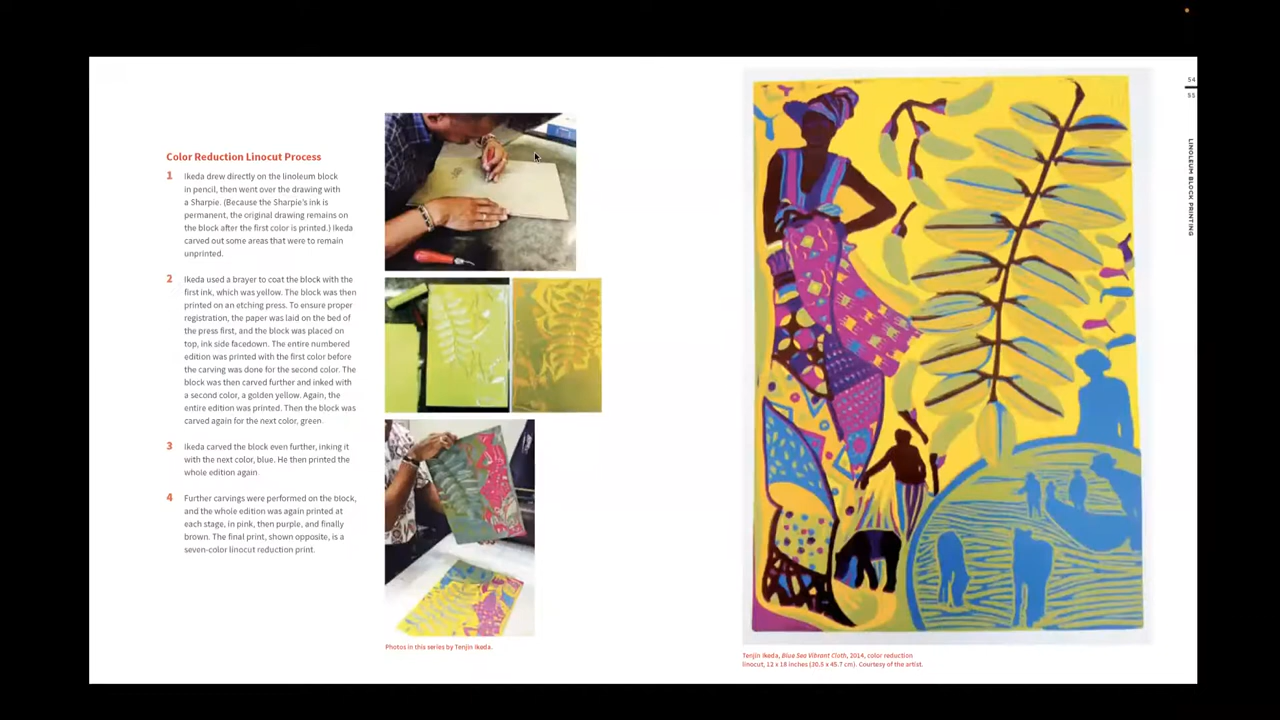 Color Reduction Linocut Process
1 Ikeda drew directly on the linoleum block
in pencil, then went over the drawing with
a Sharpie. (Because the Sharpie's ink is
permanent, the original drawing remains on
the block after the first color is printed.) Ikeda
carved out some areas that were to remain
unprinted.
2 Ikeda used a brayer to coat the block with the
first ink, which was yellow. The block was then
printed on an etching press. To ensure proper
registration, the paper was laid on the bed of
the press first, and the block was placed on
top, ink side facedown. The entire numbered
edition was printed with the first color before
the carving was done for the second color. The
block was then carved further and inked with
a second color, a golden yellow. Again, the
entire edition was printed. Then the block was
carved again for the next color, green.
3 Ikeda carved the block even further, inking it
with the next color, blue. He then printed the
whole edition again.
4 Further carvings were performed on the block,
and the whole edition was again printed at
each stage, in pink, then purple, and finally
brown. The final print, shown opposite, is a
seven-color linocut reduction print.
Photos in this series by Tenjin Ikeda.
Tenjin Ikeda, Blue Sea Vibrant Cloth, 2014, color reduction
linocut, 12 x 18 inches (30.5 x 45.7 cm). Courtesy of the artist.
54
55
LINOLEUM BLOCK PRINTING